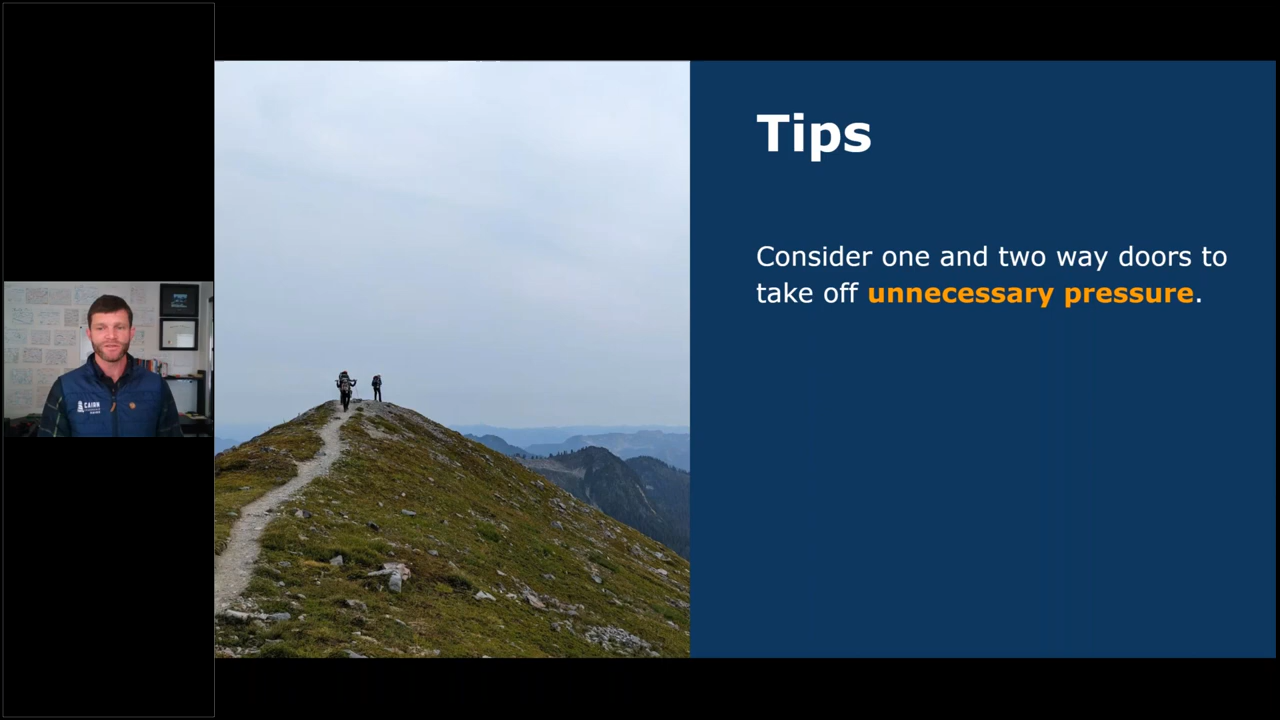 Tips
Consider one and two way doors to
take off unnecessary pressure.
CAIRN